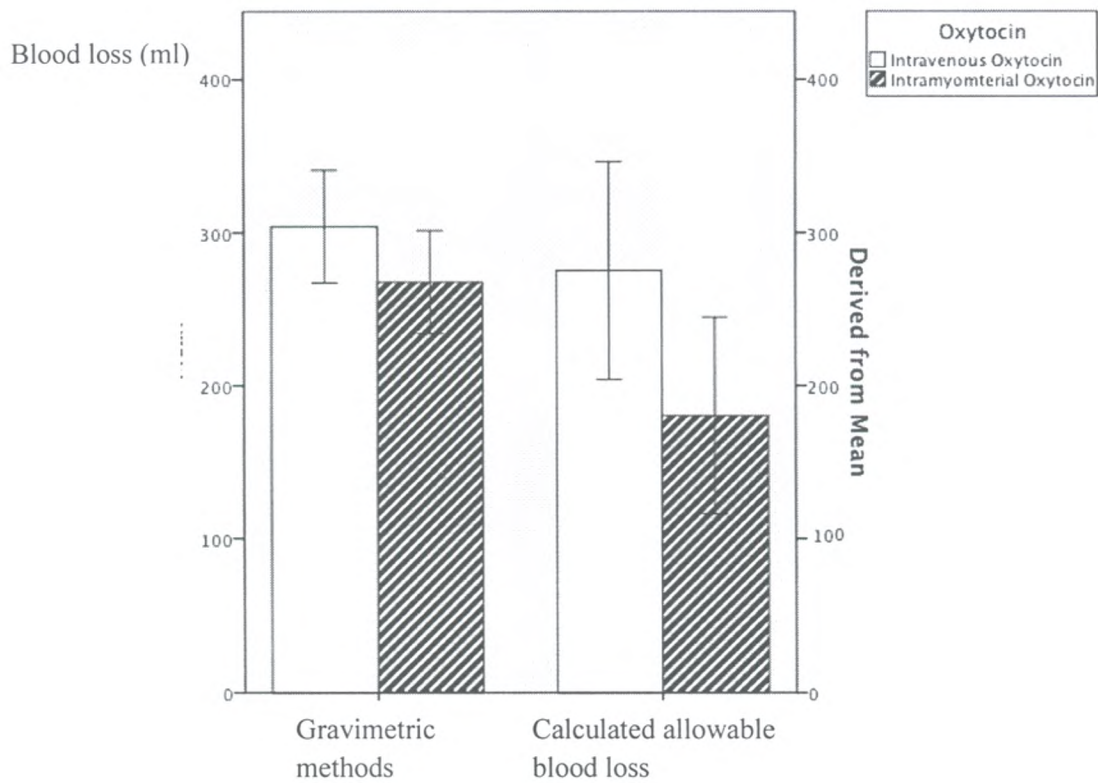 Blood loss (ml)
400
300
200
100
0
400
300
200
100
0
Derived from Mean
Oxytocin
Intravenous Oxytocin
Intramyomterial Oxytocin
Gravimetric
methods
Calculated allowable
blood loss